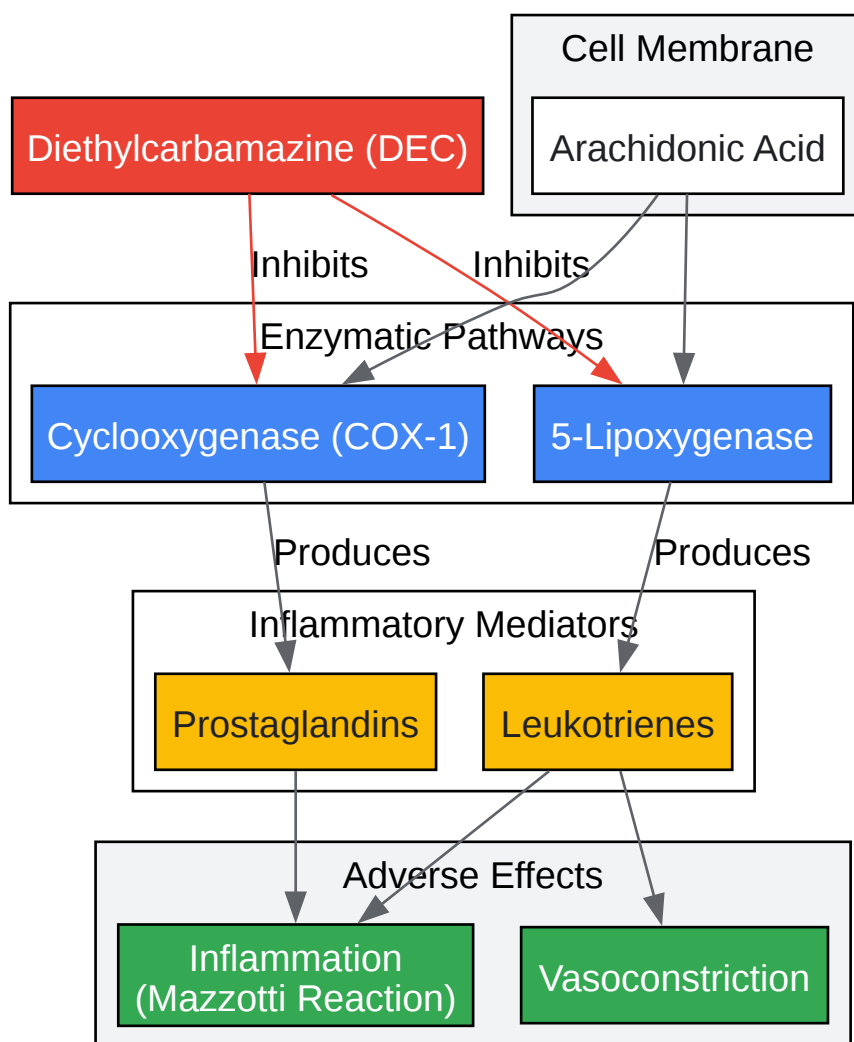 Cell Membrane
Diethylcarbamazine (DEC)
Arachidonic Acid
Inhibits
Inhibits
Enzymatic Pathways
Cyclooxygenase (COX-1)
5-Lipoxygenase
Produces
Produces
Inflammatory Mediators
Prostaglandins
Leukotrienes
Adverse Effects
Inflammation
(Mazzotti Reaction)
Vasoconstriction